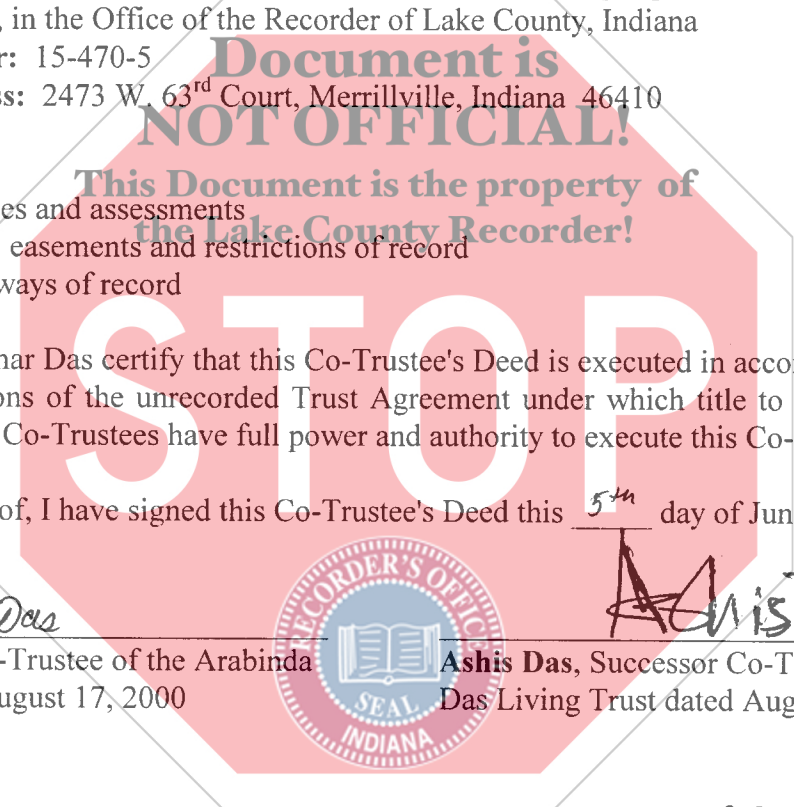 , in the Office of the Recorder of Lake County, Indiana
r: 15-470-5
ss: 2473 W. 63rd Court, Merrillville, Indiana 46410
Document is
NOT OFFICIAL!
This Document is the property of
the Lake County Recorder!
es and assessments
easements and restrictions of record
ways of record
STOP
nar Das certify that this Co-Trustee's Deed is executed in acco
ons of the unrecorded Trust Agreement under which title to
Co-Trustees have full power and authority to execute this Co-
of, I have signed this Co-Trustee's Deed this 5th day of Jun
Das
Ashis
-Trustee of the Arabinda
ugust 17, 2000
Ashis Das, Successor Co-T
Das Living Trust dated Aug
RECORDER'S OFFICE
SEAL
INDIANA